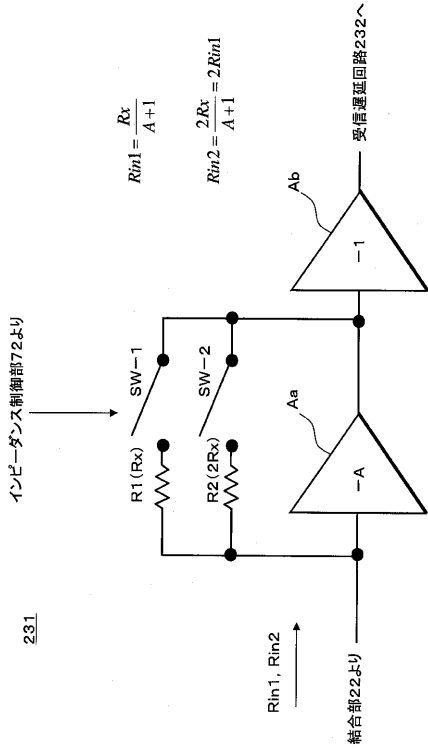 231
インピーダンス制御部72より
Rin1 = Rx / A+1
Rin2 = 2Rx / A+1 = 2Rin1
SW-1
R1(Rx)
SW-2
R2(2Rx)
Rin1, Rin2
Aa
Ab
-A
-1
結合部22より
受信遅延回路232へ